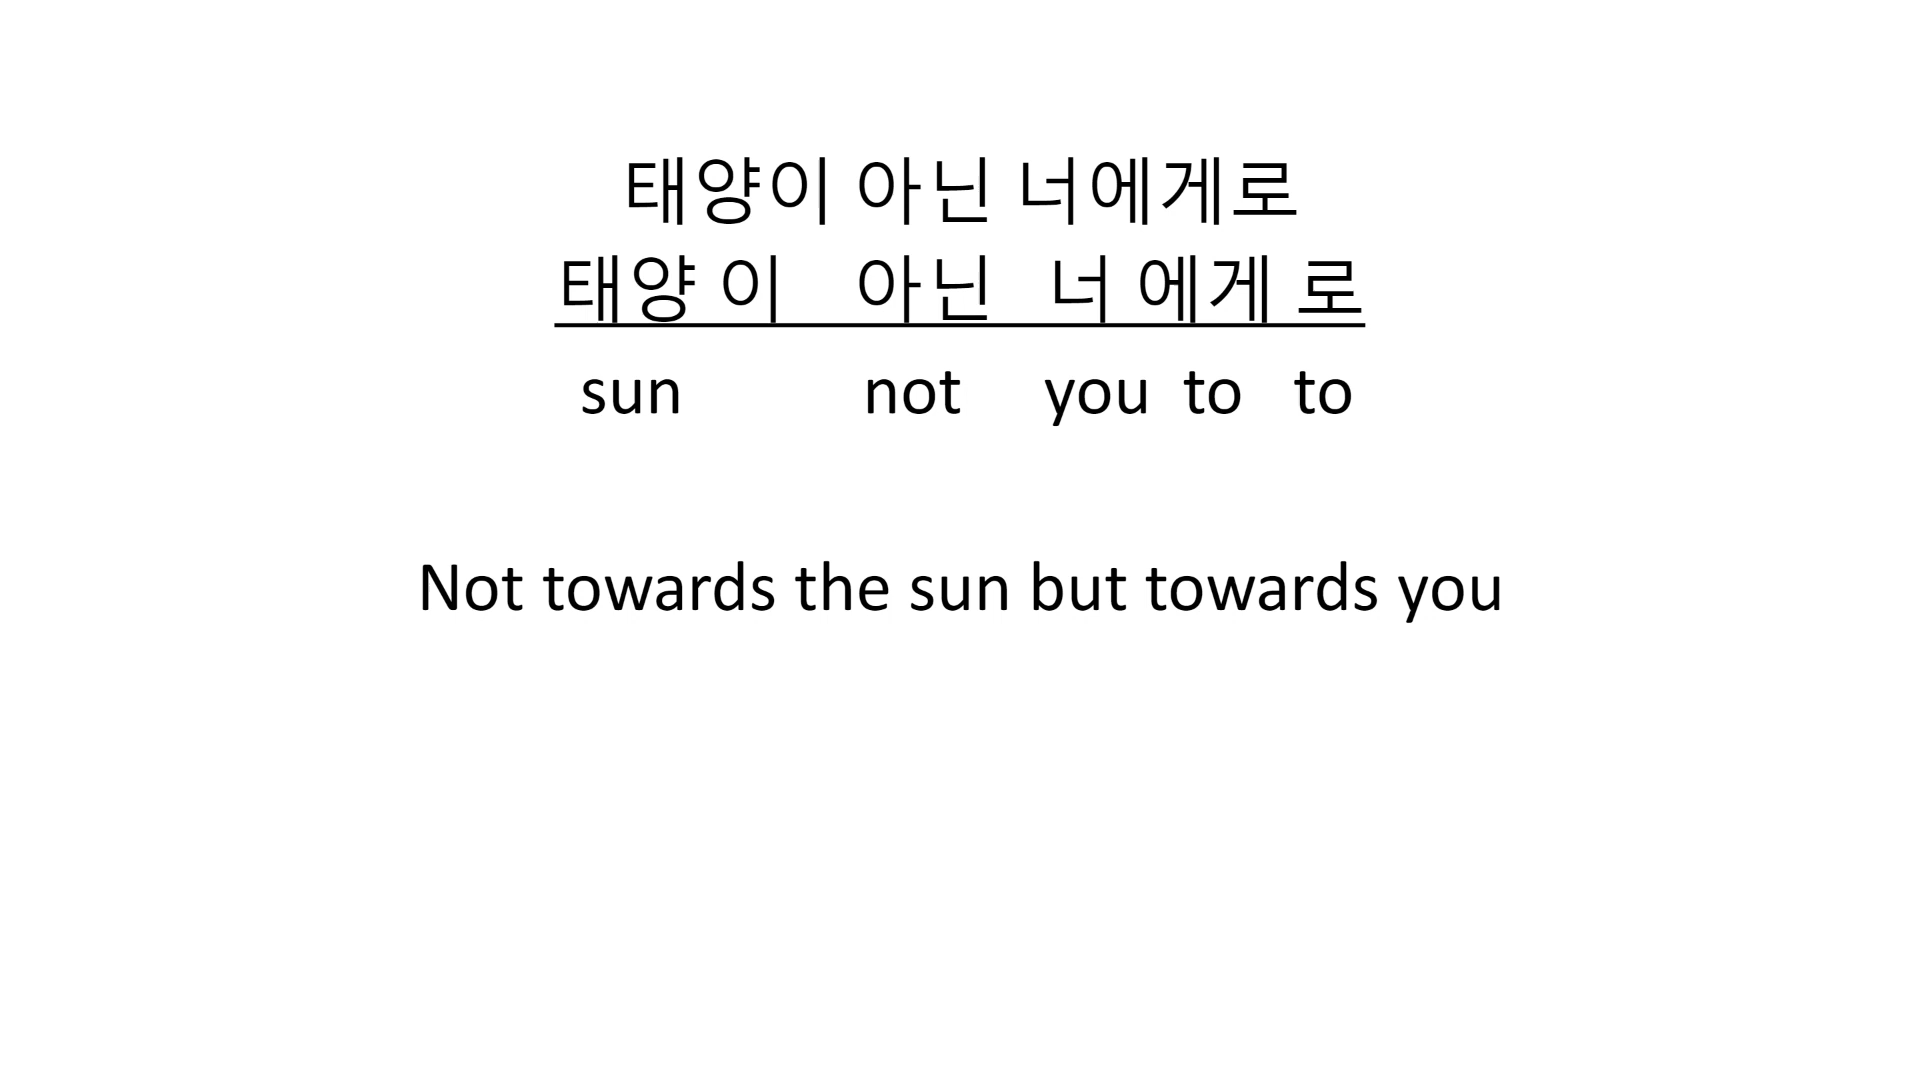 태양이 아닌 너에게로
태양 이 아닌 너 에게 로
sun not you to to
Not towards the sun but towards you